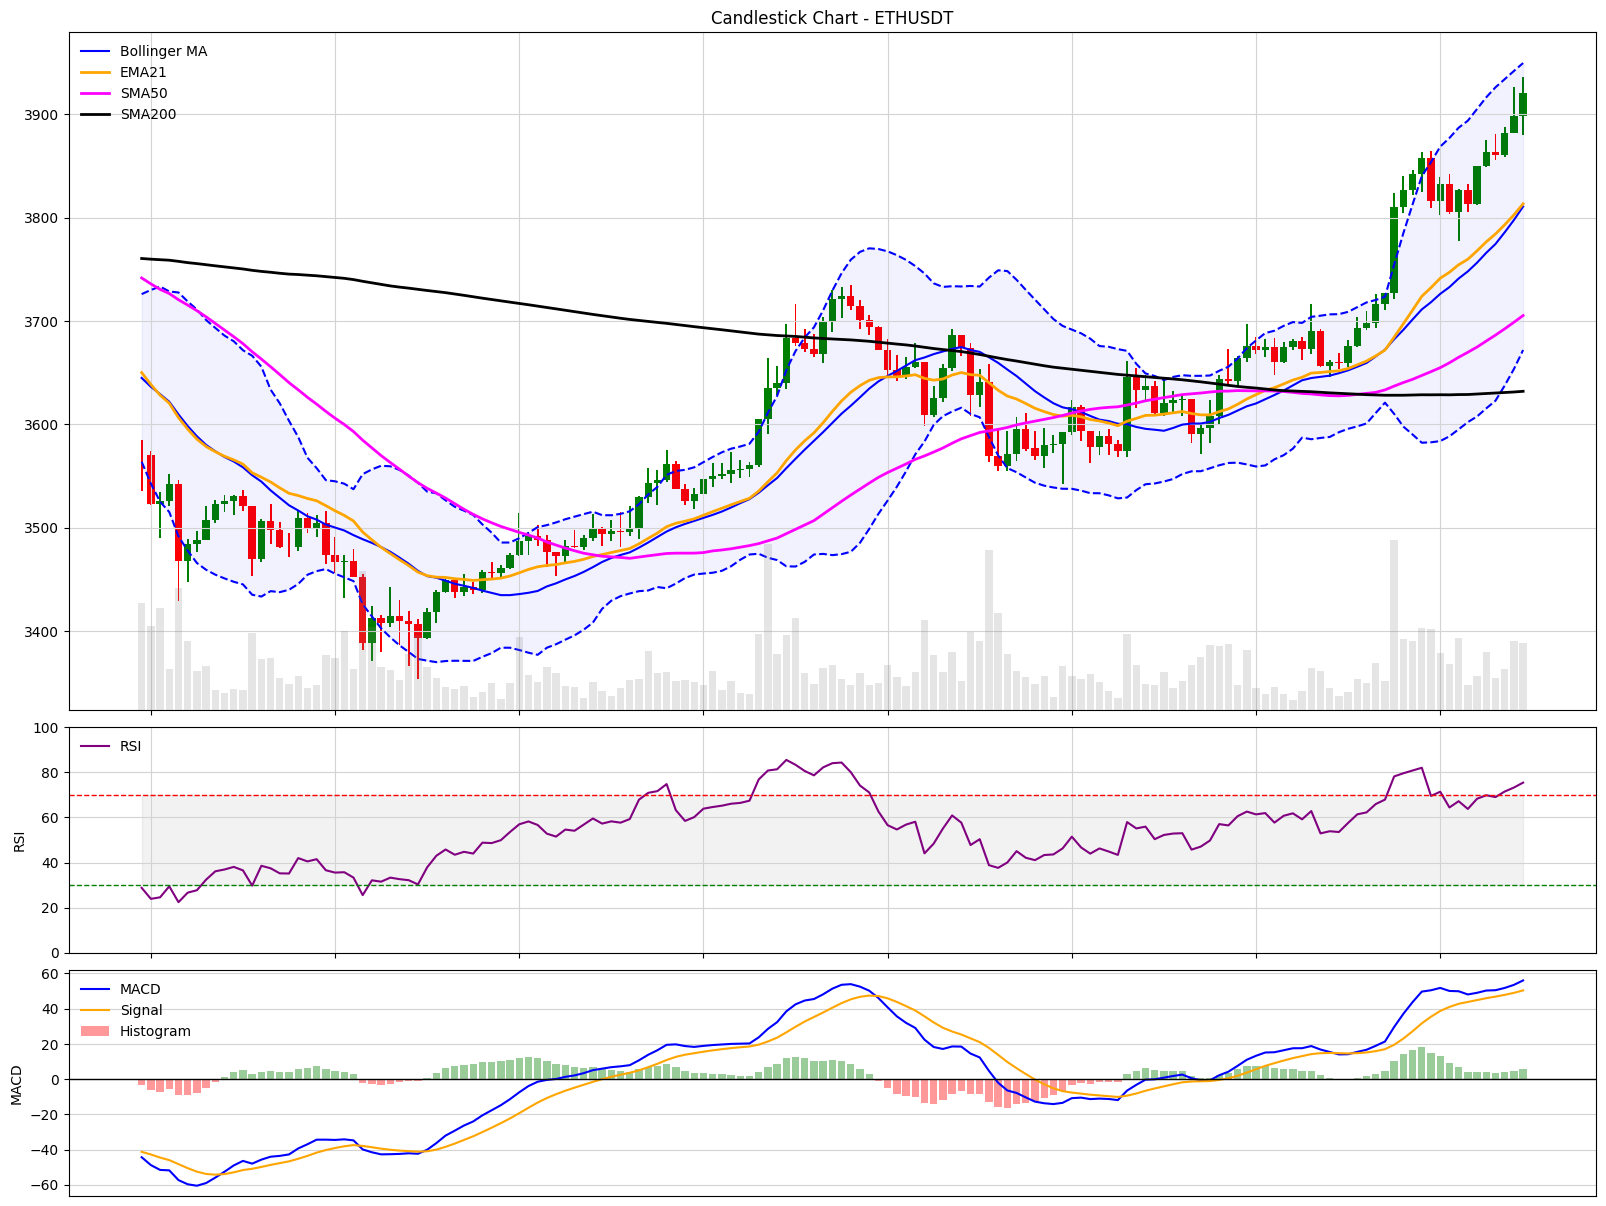 Candlestick Chart - ETHUSDT
Bollinger MA
EMA21
SMA50
SMA200
3900
3800
3700
3600
3500
3400
100
80
60
40
20
0
RSI
RSI
60
40
20
0
−20
−40
−60
MACD
MACD
Signal
Histogram